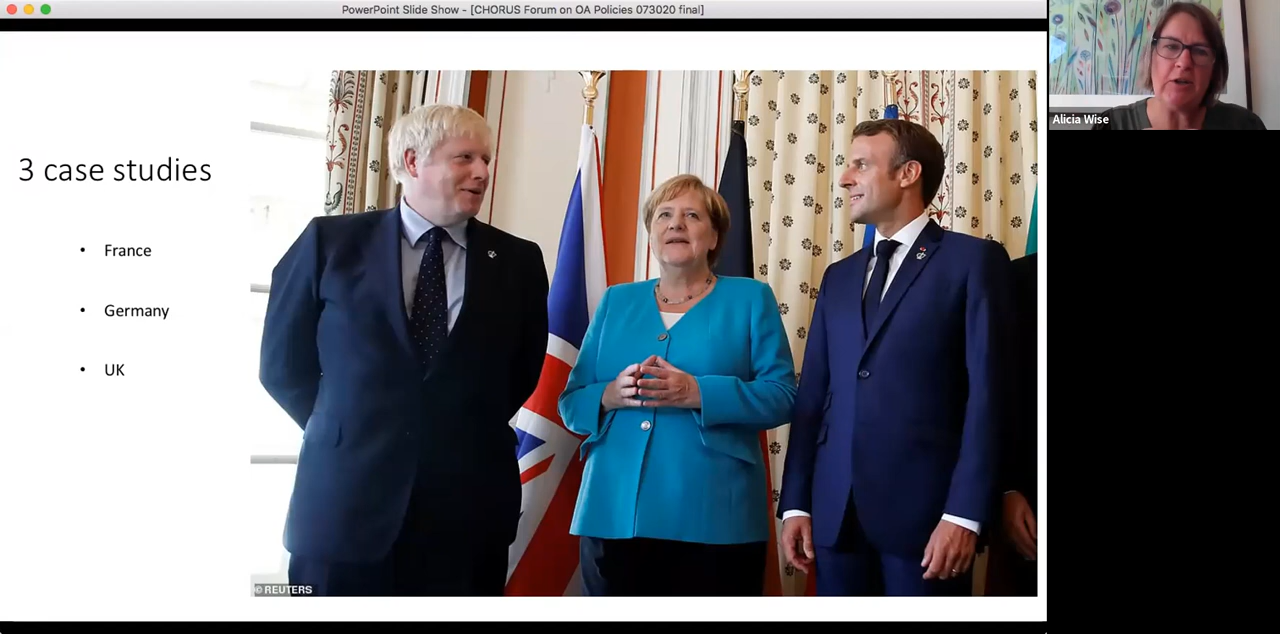 PowerPoint Slide Show - [CHORUS Forum on OA Policies 073020 final]
3 case studies
• France
• Germany
• UK
© REUTERS
Alicia Wise